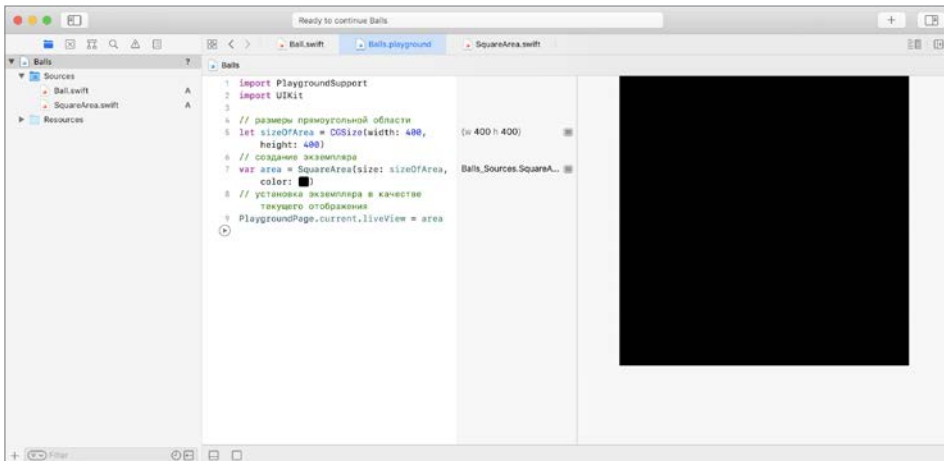 Ready to continue Balls
Ball.swift
Balls.playground
SquareArea.swift
Balls
?
Sources
Ball.swift
A
SquareArea.swift
A
Resources
Balls
1 import PlaygroundSupport
2 import UIKit
3
4 // размеры прямоугольной области
5 let sizeOfArea = CGSize(width: 400,
height: 400)
6 // создание экземпляра
7 var area = SquareArea(size: sizeOfArea,
color: )
8 // установка экземпляра в качестве
текущего отображения
9 PlaygroundPage.current.liveView = area
(w 400 h 400)
Balls_Sources.SquareA...
Filter